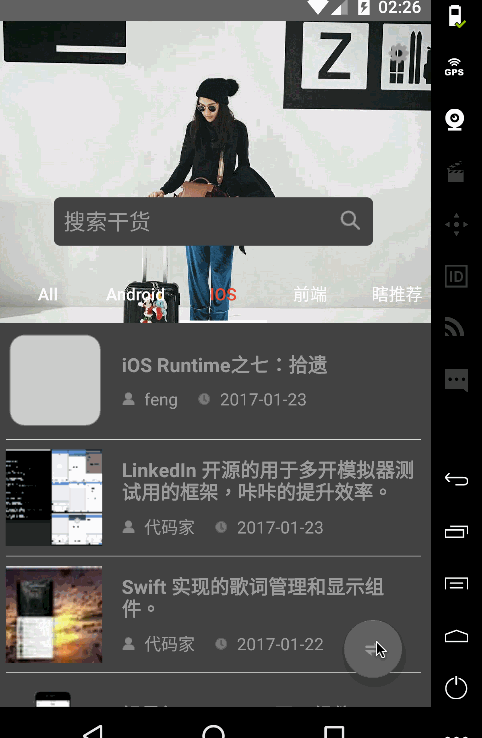 02:26
Z
搜索干货
All Android IOS 前端 瞎推荐
iOS Runtime之七：拾遗
feng 2017-01-23
LinkedIn 开源的用于多开模拟器测
试用的框架，咔咔的提升效率。
代码家 2017-01-23
Swift 实现的歌词管理和显示组
件。
代码家 2017-01-22
GPS
ID